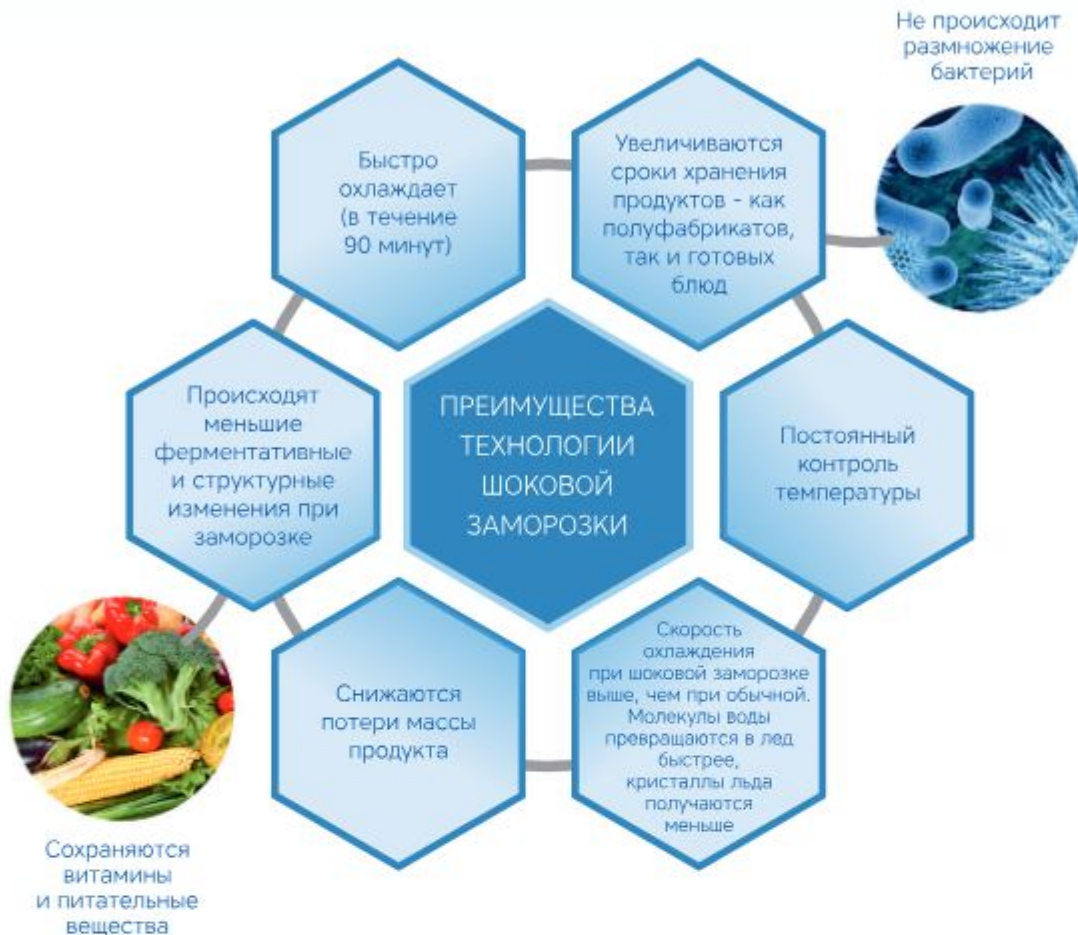 Не происходит
размножение
бактерий
Быстро
охлаждает
(в течение
90 минут)
Увеличиваются
сроки хранения
продуктов - как
полуфабрикатов,
так и готовых
блюд
Происходят
меньшие
ферментативные
и структурные
изменения при
заморозке
ПРЕИМУЩЕСТВА
ТЕХНОЛОГИИ
ШОКОВОЙ
ЗАМОРОЗКИ
Постоянный
контроль
температуры
Снижаются
потери массы
продукта
Скорость
охлаждения
при шоковой заморозке
выше, чем при обычной.
Молекулы воды
превращаются в лед
быстрее,
кристаллы льда
получаются
меньше
Сохраняются
витамины
и питательные
вещества